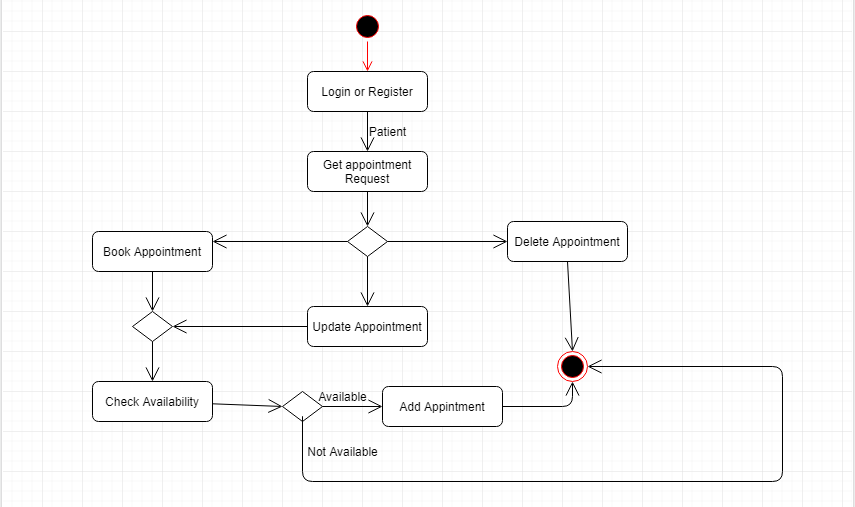 Login or Register
Patient
Get appointment
Request
Book Appointment
Delete Appointment
Update Appointment
Check Availability
Available
Add Appintment
Not Available